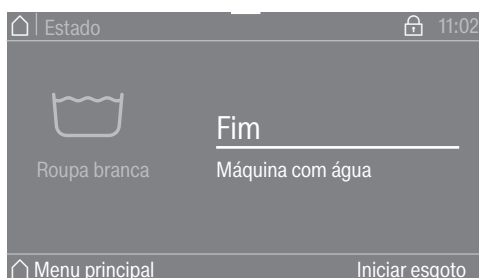 Estado 11:02
Fim
Roupa branca Máquina com água
Menu principal Iniciar esgoto